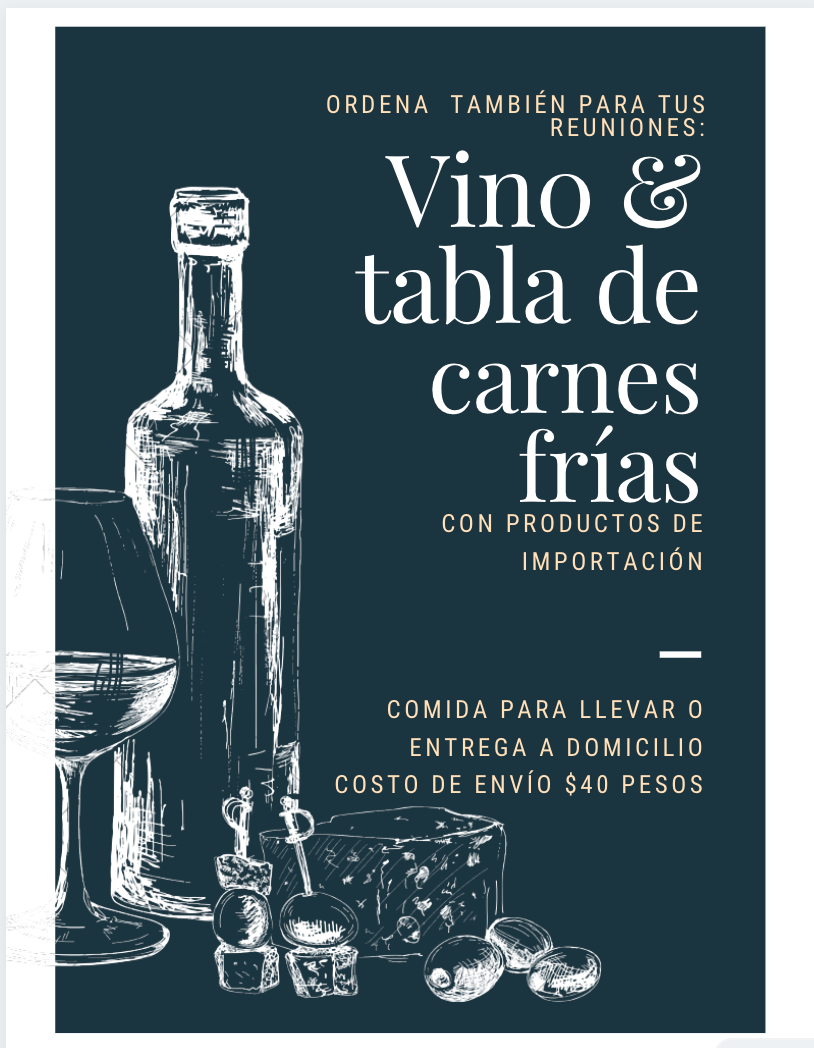 ORDENA TAMBIÉN PARA TUS
REUNIONES:
Vino &
tabla de
carnes
frías
CON PRODUCTOS DE
IMPORTACIÓN
COMIDA PARA LLEVAR O
ENTREGA A DOMICILIO
COSTO DE ENVÍO $40 PESOS